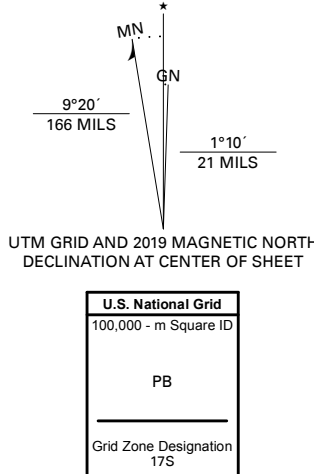 ★
MN
GN
9°20´
166 MILS
1°10´
21 MILS
UTM GRID AND 2019 MAGNETIC NORTH
DECLINATION AT CENTER OF SHEET
U.S. National Grid
100,000 - m Square ID
PB
Grid Zone Designation
17S